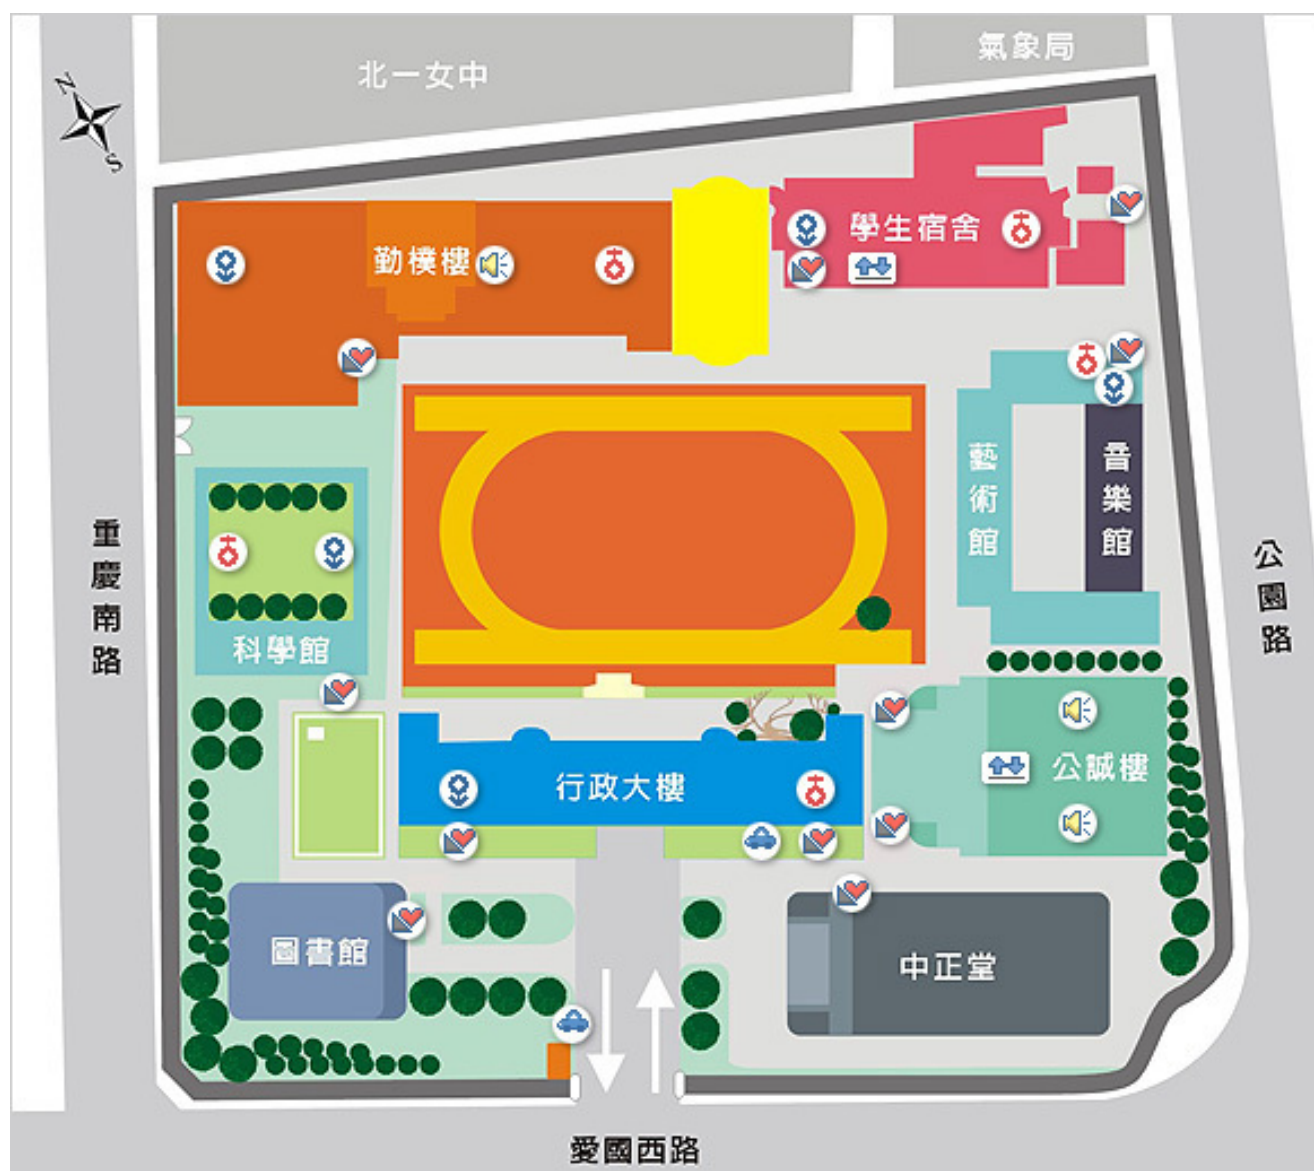 北一女中
氣象局
N
S
勤樸樓
學生宿舍
藝術館
音樂館
重慶南路
公園路
科學館
行政大樓
公誠樓
圖書館
中正堂
愛國西路